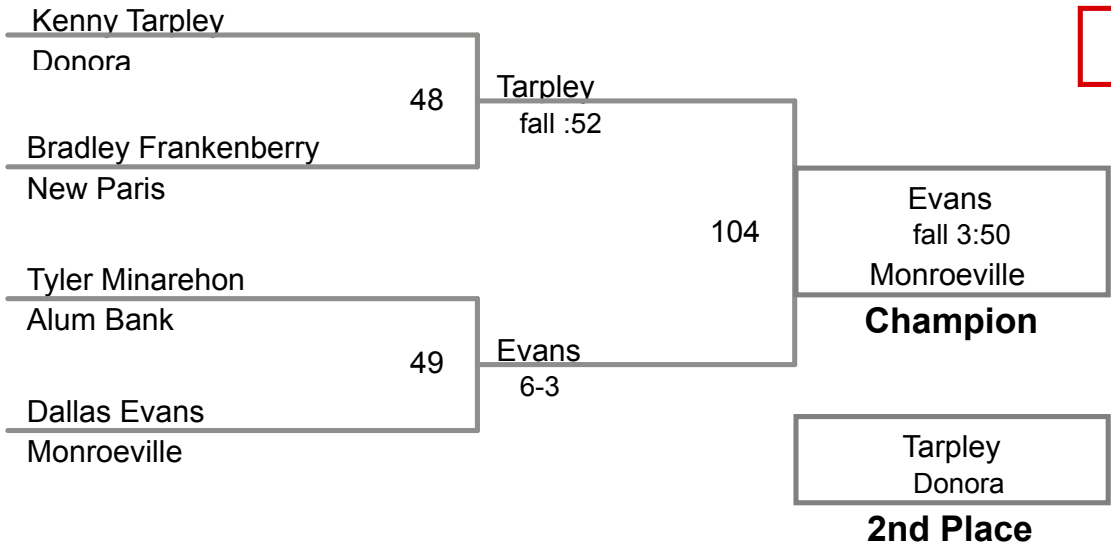 Kenny Tarpley
Donora
48
Tarpley
fall :52
Bradley Frankenberry
New Paris
104
Evans
fall 3:50
Monroeville
Champion
Tyler Minarehon
Alum Bank
49
Evans
6-3
Dallas Evans
Monroeville
Tarpley
Donora
2nd Place